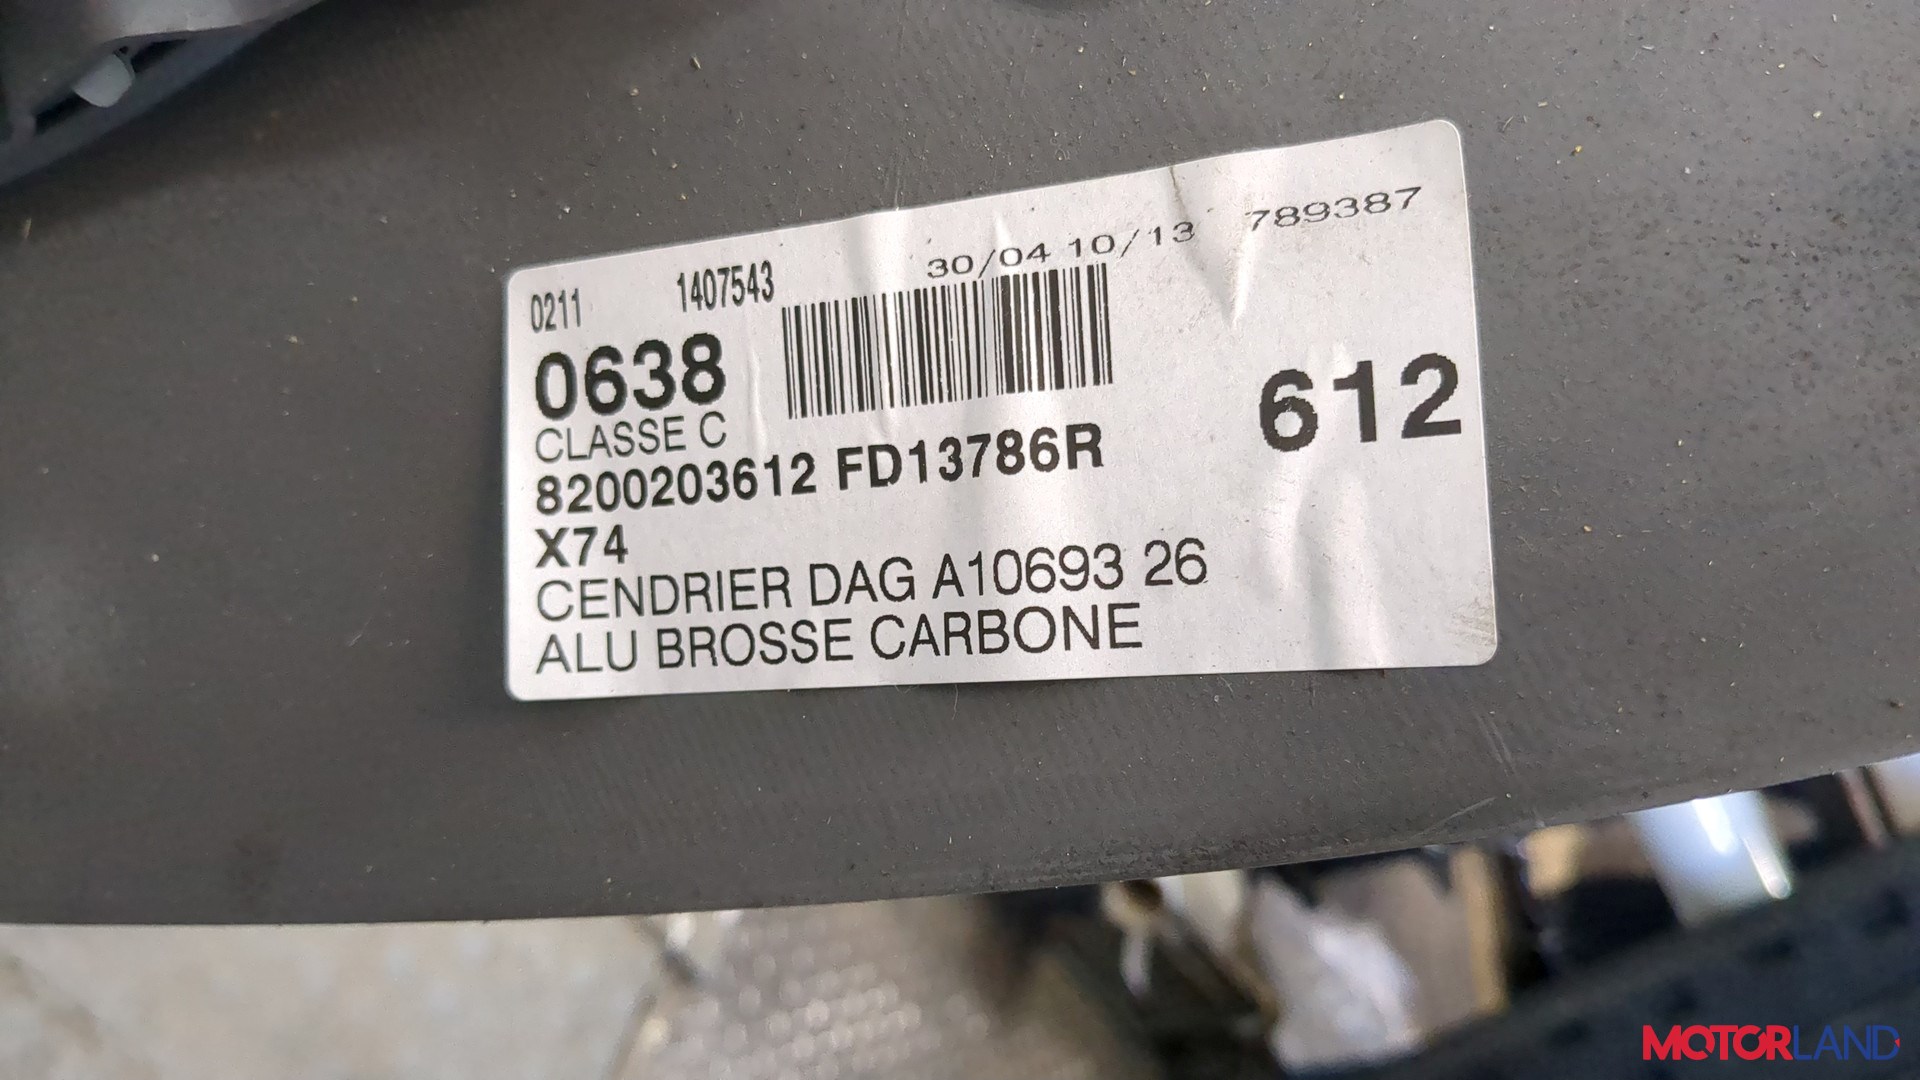 30/04 10/13 789387
0211 1407543
0638
612
CLASSE C
8200203612 FD13786R
X74
CENDRIER DAG A10693 26
ALU BROSSE CARBONE
MOTORLAND